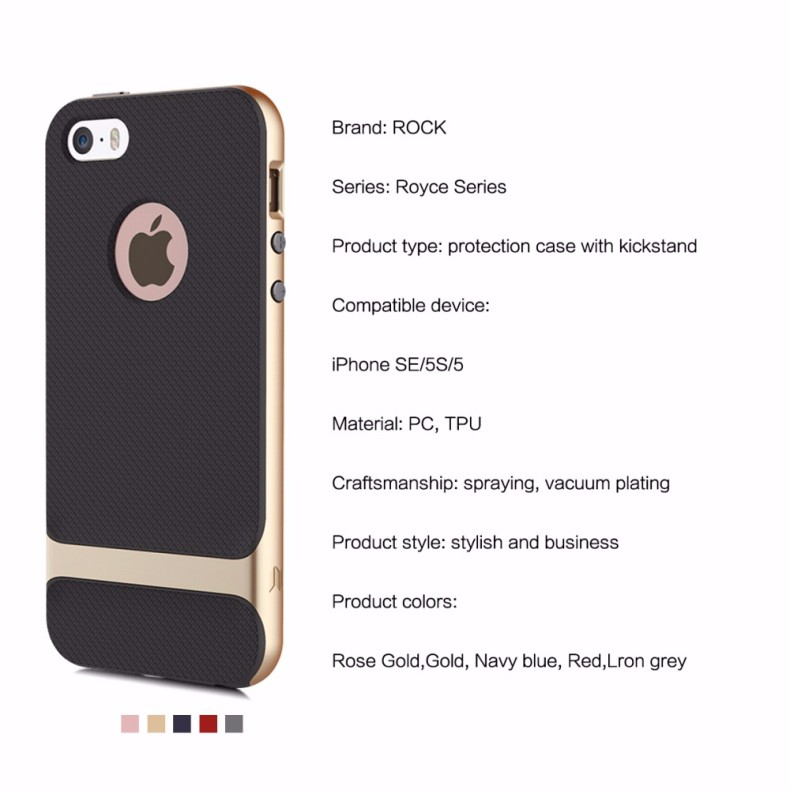 Brand: ROCK
Series: Royce Series
Product type: protection case with kickstand
Compatible device:
iPhone SE/5S/5
Material: PC, TPU
Craftsmanship: spraying, vacuum plating
Product style: stylish and business
Product colors:
Rose Gold,Gold, Navy blue, Red,Lron grey